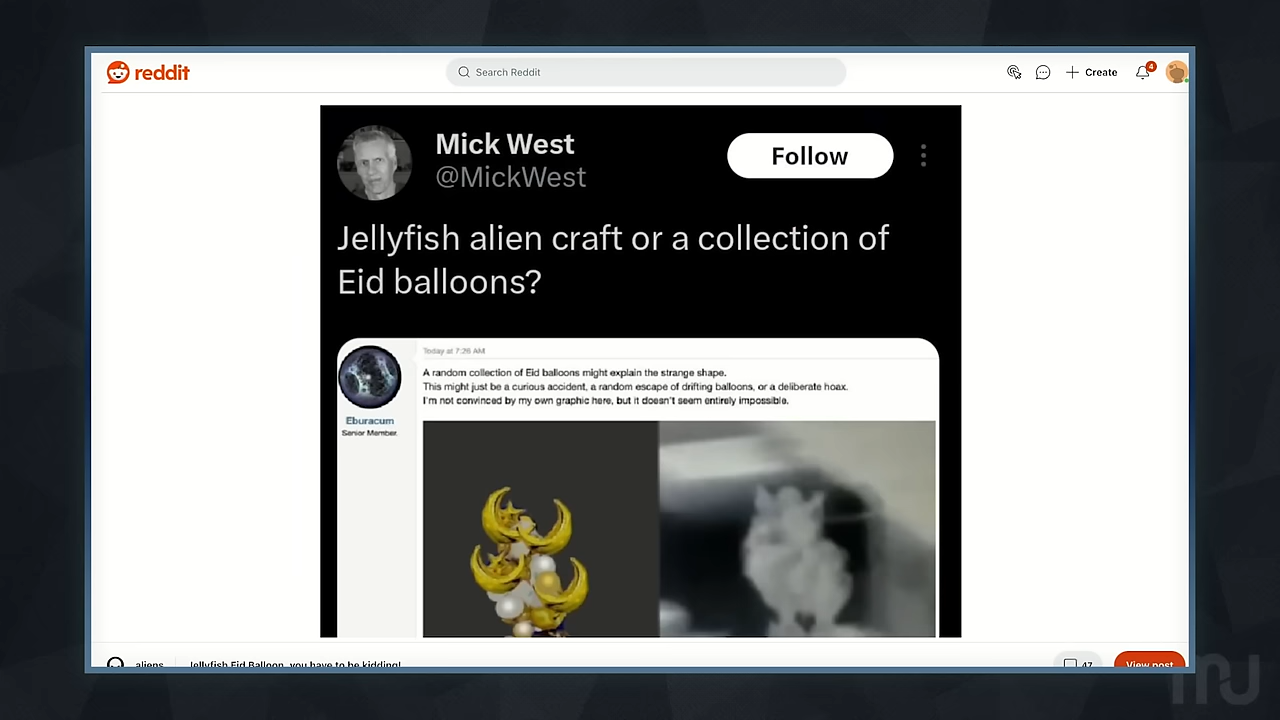 reddit
Search Reddit
Create
4
Mick West
@MickWest
Follow
Jellyfish alien craft or a collection of
Eid balloons?
Today at 7:26 AM
A random collection of Eid balloons might explain the strange shape.
This might just be a curious accident, a random escape of drifting balloons, or a deliberate hoax.
I'm not convinced by my own graphic here, but it doesn't seem entirely impossible.
Eburacum
Senior Member.
aliens
Jellyfish Eid Balloon, you have to be kidding!
47
View post